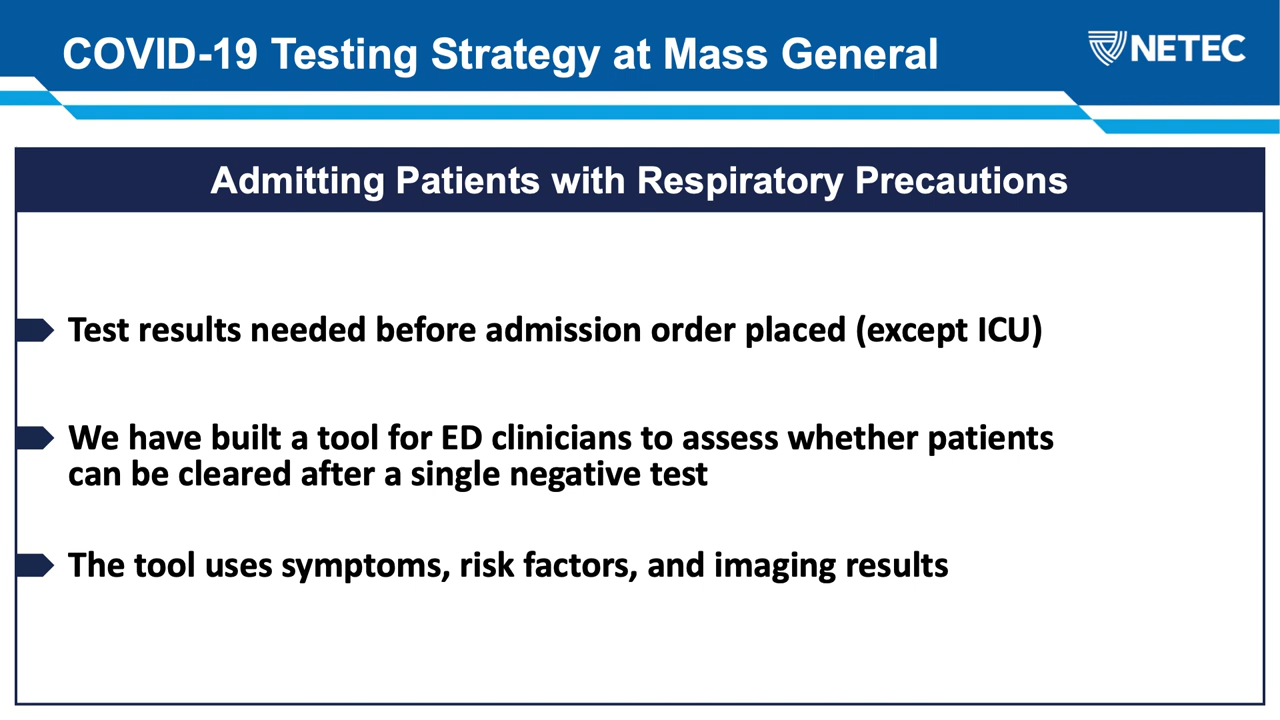 COVID-19 Testing Strategy at Mass General
NETEC
Admitting Patients with Respiratory Precautions
Test results needed before admission order placed (except ICU)
We have built a tool for ED clinicians to assess whether patients
can be cleared after a single negative test
The tool uses symptoms, risk factors, and imaging results